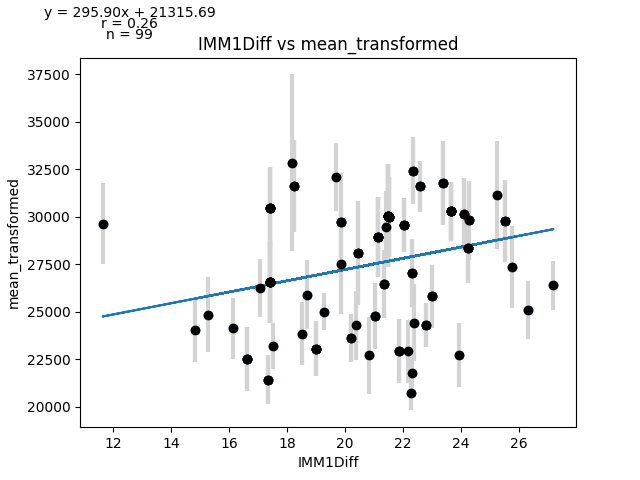 y = 295.90x + 21315.69
r = 0.26
n = 99
IMM1Diff vs mean_transformed
37500
35000
32500
30000
27500
25000
22500
20000
mean_transformed
12 14 16 18 20 22 24 26
IMM1Diff